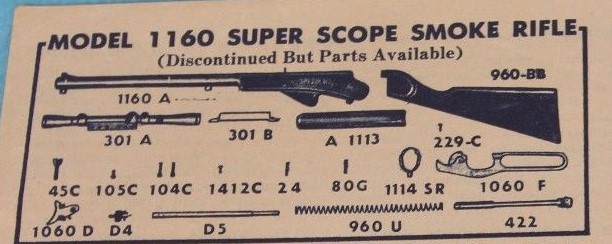 MODEL 1160 SUPER SCOPE SMOKE RIFLE
(Discontinued But Parts Available)
1160 A
960-BB
301 A
301 B
A 1113
229-C
45C 105C 104C 1412C 24 80G 1114 SR 1060 F
1060 D D4 D5 960 U 422